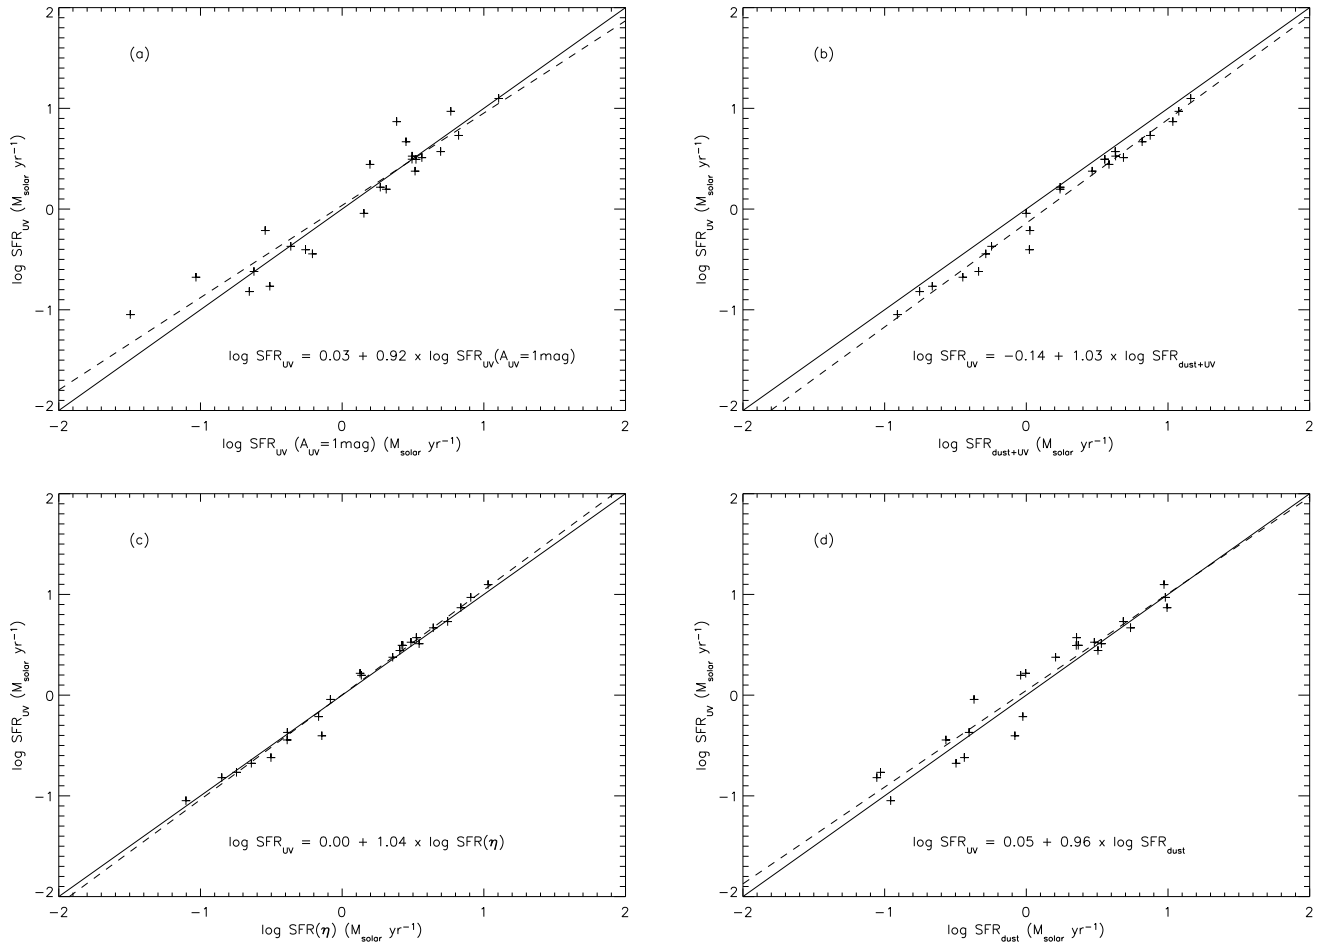 2
(a)
1
0
−1
−2
log SFR_UV (M_solar yr⁻¹)
log SFR_UV = 0.03 + 0.92 x log SFR_UV(A_UV=1mag)
−2 −1 0 1 2
log SFR_UV (A_UV=1mag) (M_solar yr⁻¹)
2
(b)
1
0
−1
−2
log SFR_UV (M_solar yr⁻¹)
log SFR_UV = −0.14 + 1.03 x log SFR_dust+UV
−2 −1 0 1 2
log SFR_dust+UV (M_solar yr⁻¹)
2
(c)
1
0
−1
−2
log SFR_UV (M_solar yr⁻¹)
log SFR_UV = 0.00 + 1.04 x log SFR(η)
−2 −1 0 1 2
log SFR(η) (M_solar yr⁻¹)
2
(d)
1
0
−1
−2
log SFR_UV (M_solar yr⁻¹)
log SFR_UV = 0.05 + 0.96 x log SFR_dust
−2 −1 0 1 2
log SFR_dust (M_solar yr⁻¹)